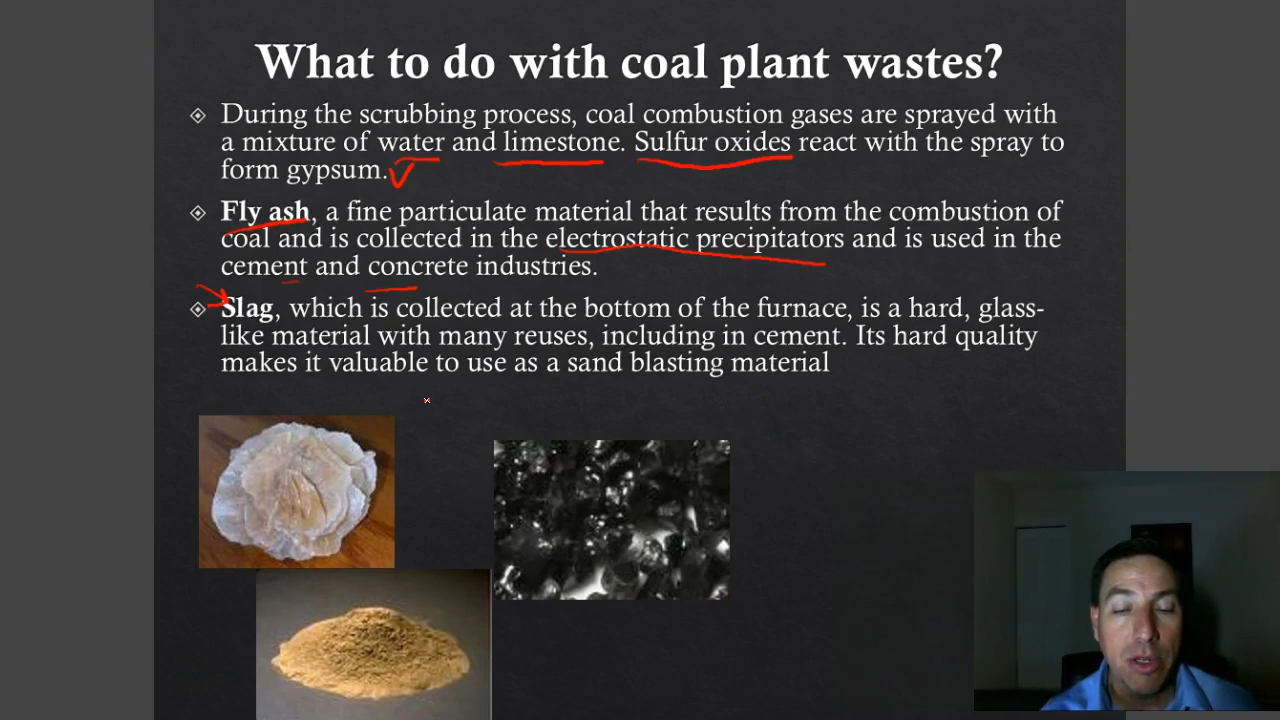 What to do with coal plant wastes?
During the scrubbing process, coal combustion gases are sprayed with
a mixture of water and limestone. Sulfur oxides react with the spray to
form gypsum.
Fly ash, a fine particulate material that results from the combustion of
coal and is collected in the electrostatic precipitators and is used in the
cement and concrete industries.
Slag, which is collected at the bottom of the furnace, is a hard, glass-
like material with many reuses, including in cement. Its hard quality
makes it valuable to use as a sand blasting material